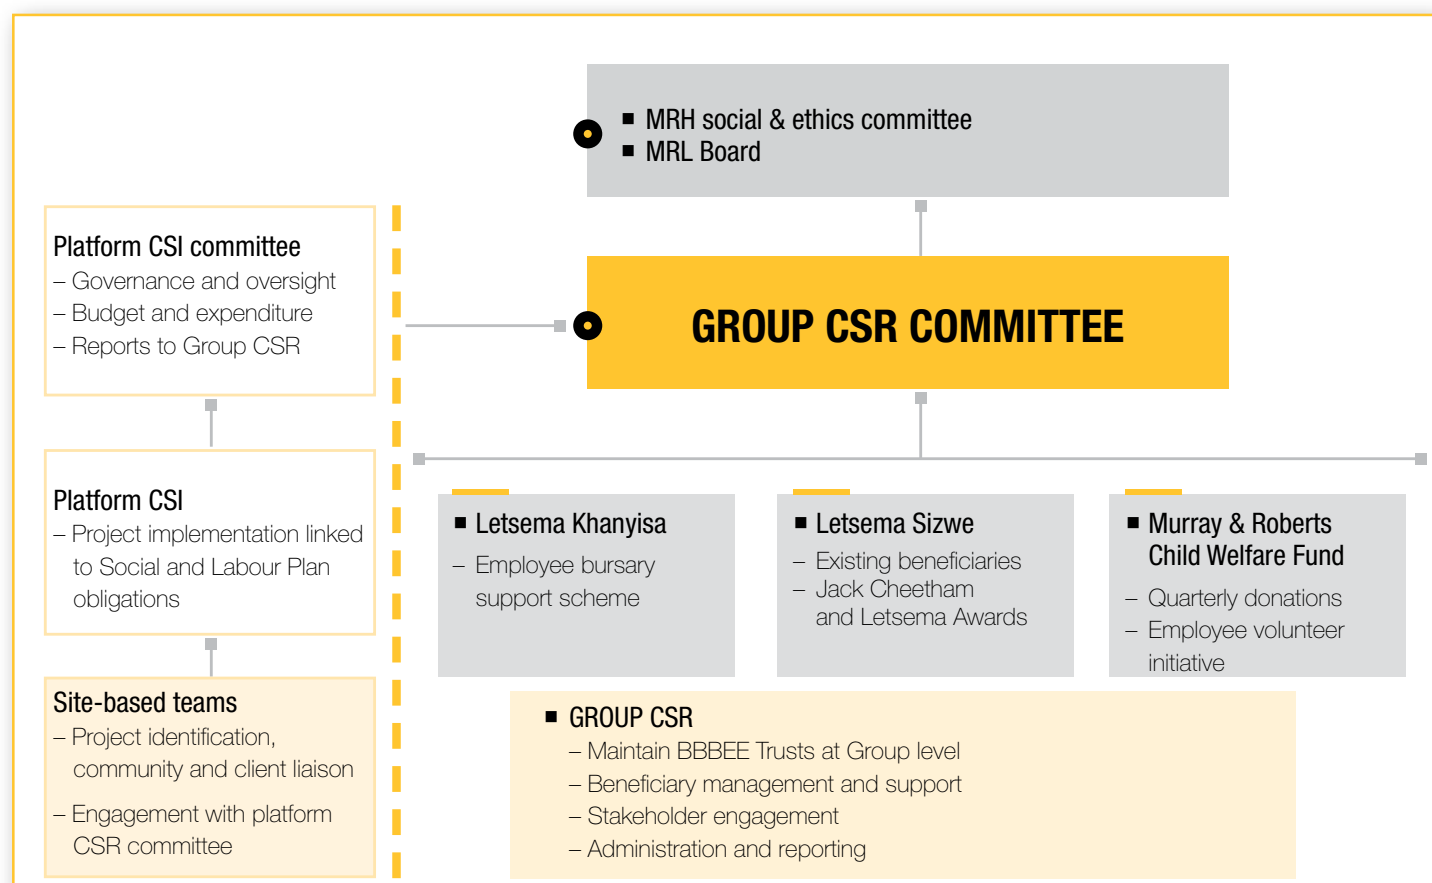 ■ MRH social & ethics committee
■ MRL Board
Platform CSI committee
– Governance and oversight
– Budget and expenditure
– Reports to Group CSR
GROUP CSR COMMITTEE
Platform CSI
– Project implementation linked
to Social and Labour Plan
obligations
Site-based teams
– Project identification,
community and client liaison
– Engagement with platform
CSR committee
■ Letsema Khanyisa
– Employee bursary
support scheme
■ Letsema Sizwe
– Existing beneficiaries
– Jack Cheetham
and Letsema Awards
■ Murray & Roberts
Child Welfare Fund
– Quarterly donations
– Employee volunteer
initiative
■ GROUP CSR
– Maintain BBBEE Trusts at Group level
– Beneficiary management and support
– Stakeholder engagement
– Administration and reporting